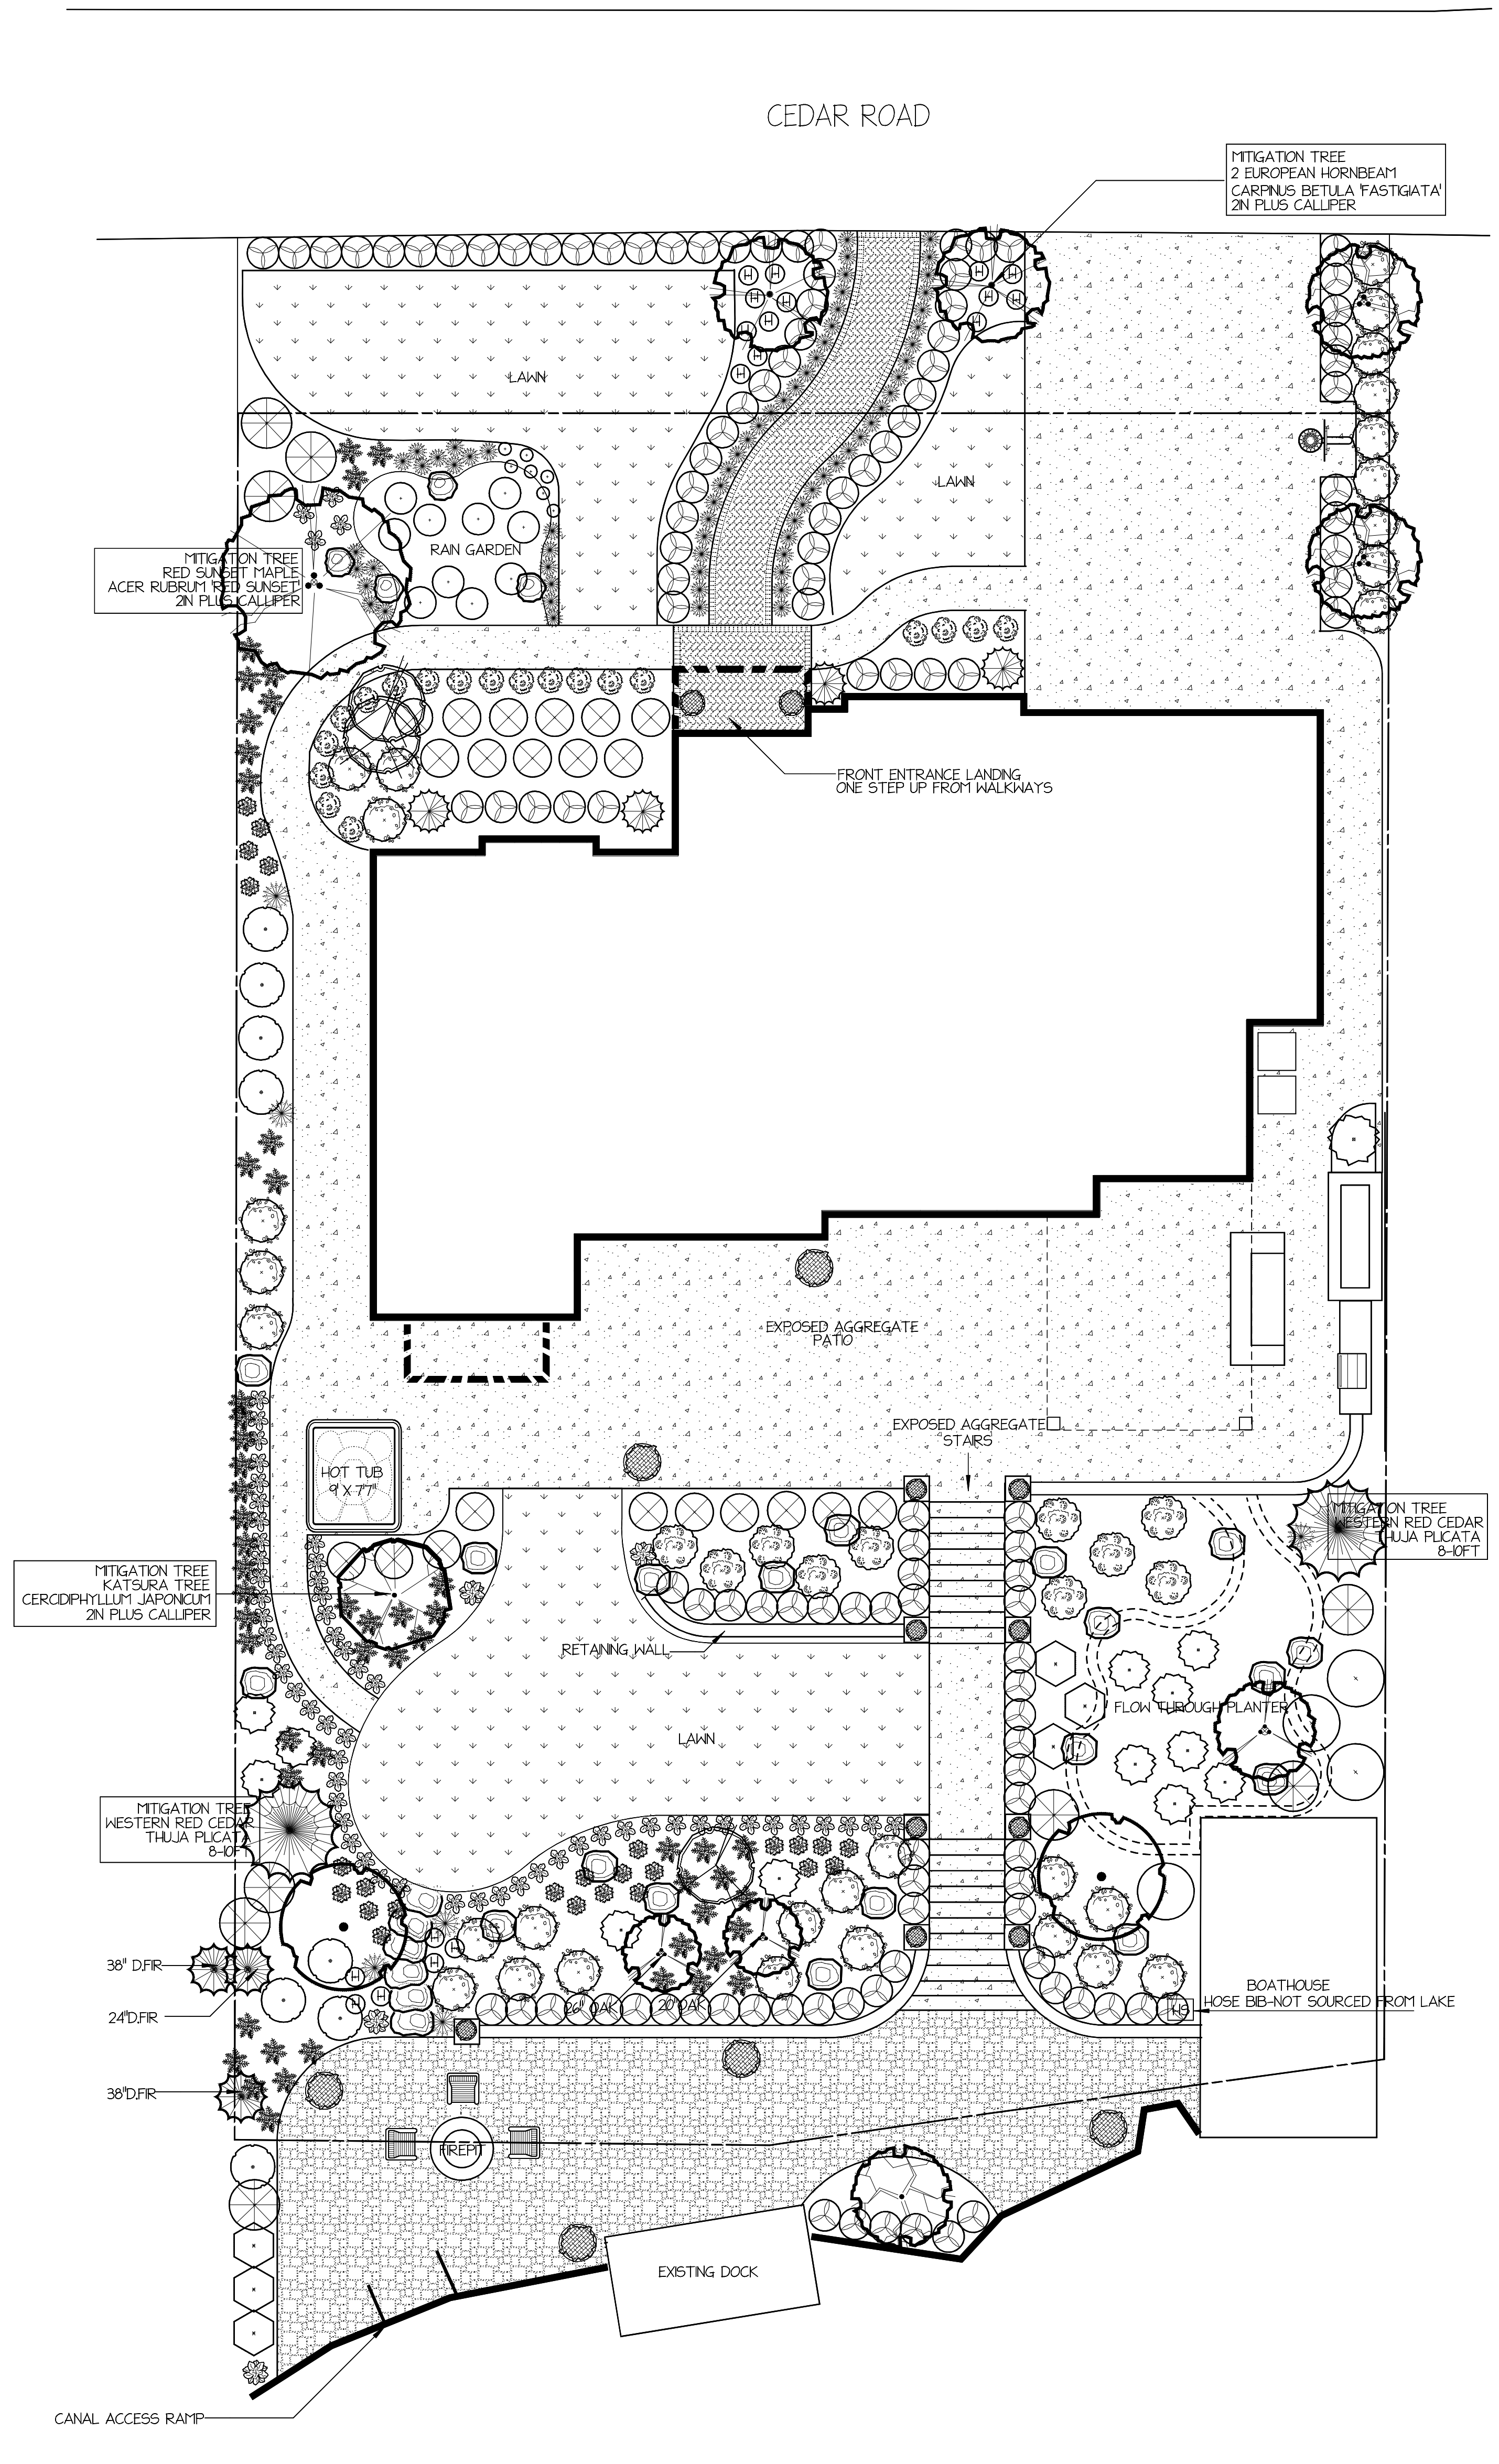 CEDAR ROAD
MITIGATION TREE
2 EUROPEAN HORNBEAM
CARPINUS BETULA 'FASTIGIATA'
2IN PLUS CALLIPER
LAWN
LAWN
RAIN GARDEN
MITIGATION TREE
RED SUNSET MAPLE
ACER RUBRUM 'RED SUNSET'
2IN PLUS CALLIPER
FRONT ENTRANCE LANDING
ONE STEP UP FROM WALKWAYS
EXPOSED AGGREGATE
PATIO
EXPOSED AGGREGATE
STAIRS
HOT TUB
9' X 7'7"
MITIGATION TREE
WESTERN RED CEDAR
THUJA PLICATA
8-10FT
MITIGATION TREE
KATSURA TREE
CERCIDIPHYLLUM JAPONICUM
2IN PLUS CALLIPER
RETAINING WALL
FLOW THROUGH PLANTER
LAWN
MITIGATION TREE
WESTERN RED CEDAR
THUJA PLICATA
8-10FT
38" D.FIR
24"D.FIR
26" OAK
20" OAK
BOATHOUSE
HOSE BIB-NOT SOURCED FROM LAKE
38"D.FIR
FIREPIT
EXISTING DOCK
CANAL ACCESS RAMP